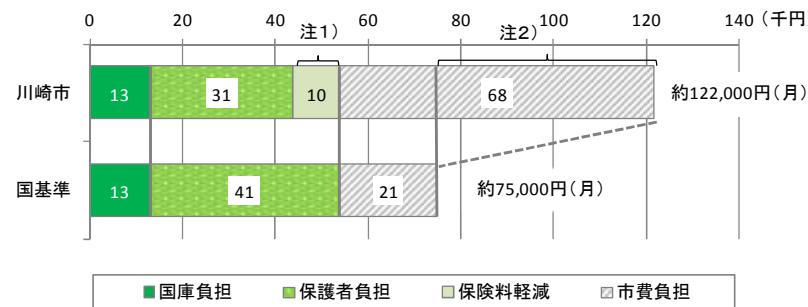 0 20 40 60 80 100 120 140 (千円
注1) 注2)
川崎市 13 31 10 68 約122,000円(月)
国基準 13 41 21 約75,000円(月)
国庫負担 保護者負担 保険料軽減 市費負担